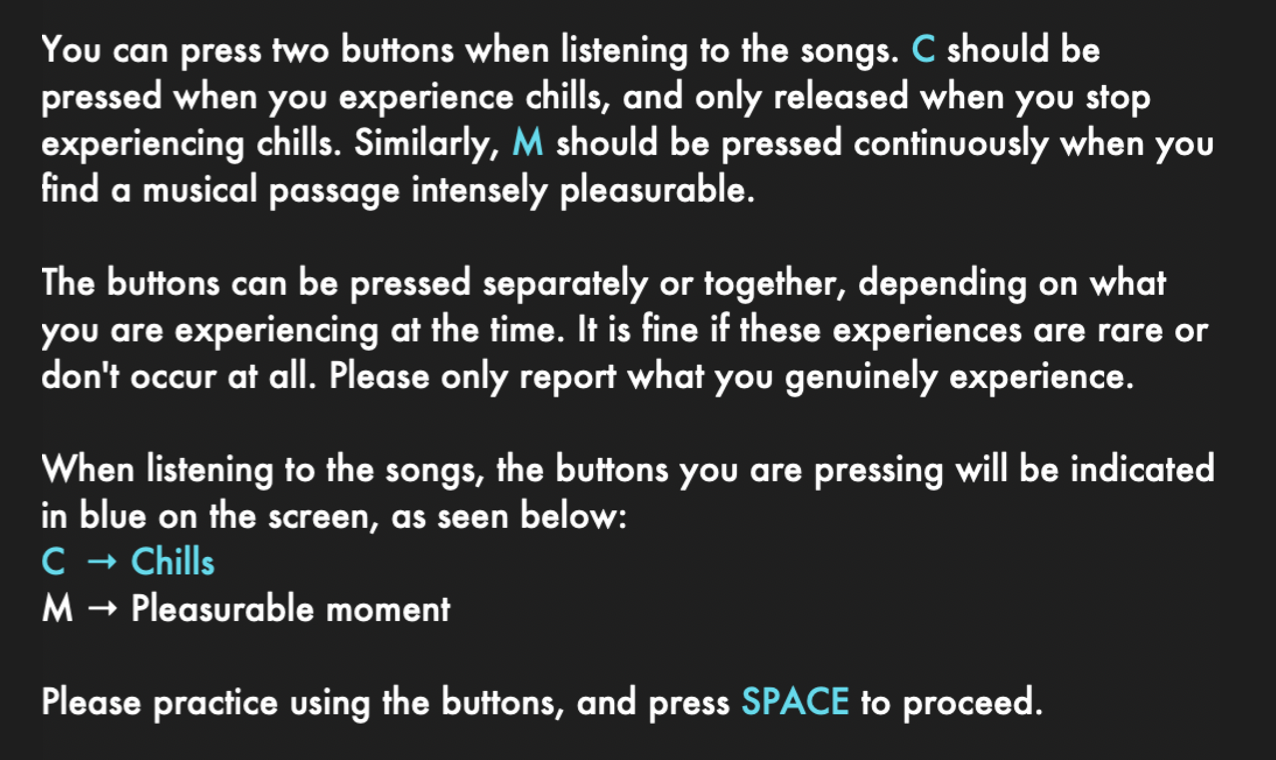 You can press two buttons when listening to the songs. C should be
pressed when you experience chills, and only released when you stop
experiencing chills. Similarly, M should be pressed continuously when you
find a musical passage intensely pleasurable.
The buttons can be pressed separately or together, depending on what
you are experiencing at the time. It is fine if these experiences are rare or
don't occur at all. Please only report what you genuinely experience.
When listening to the songs, the buttons you are pressing will be indicated
in blue on the screen, as seen below:
C → Chills
M → Pleasurable moment
Please practice using the buttons, and press SPACE to proceed.